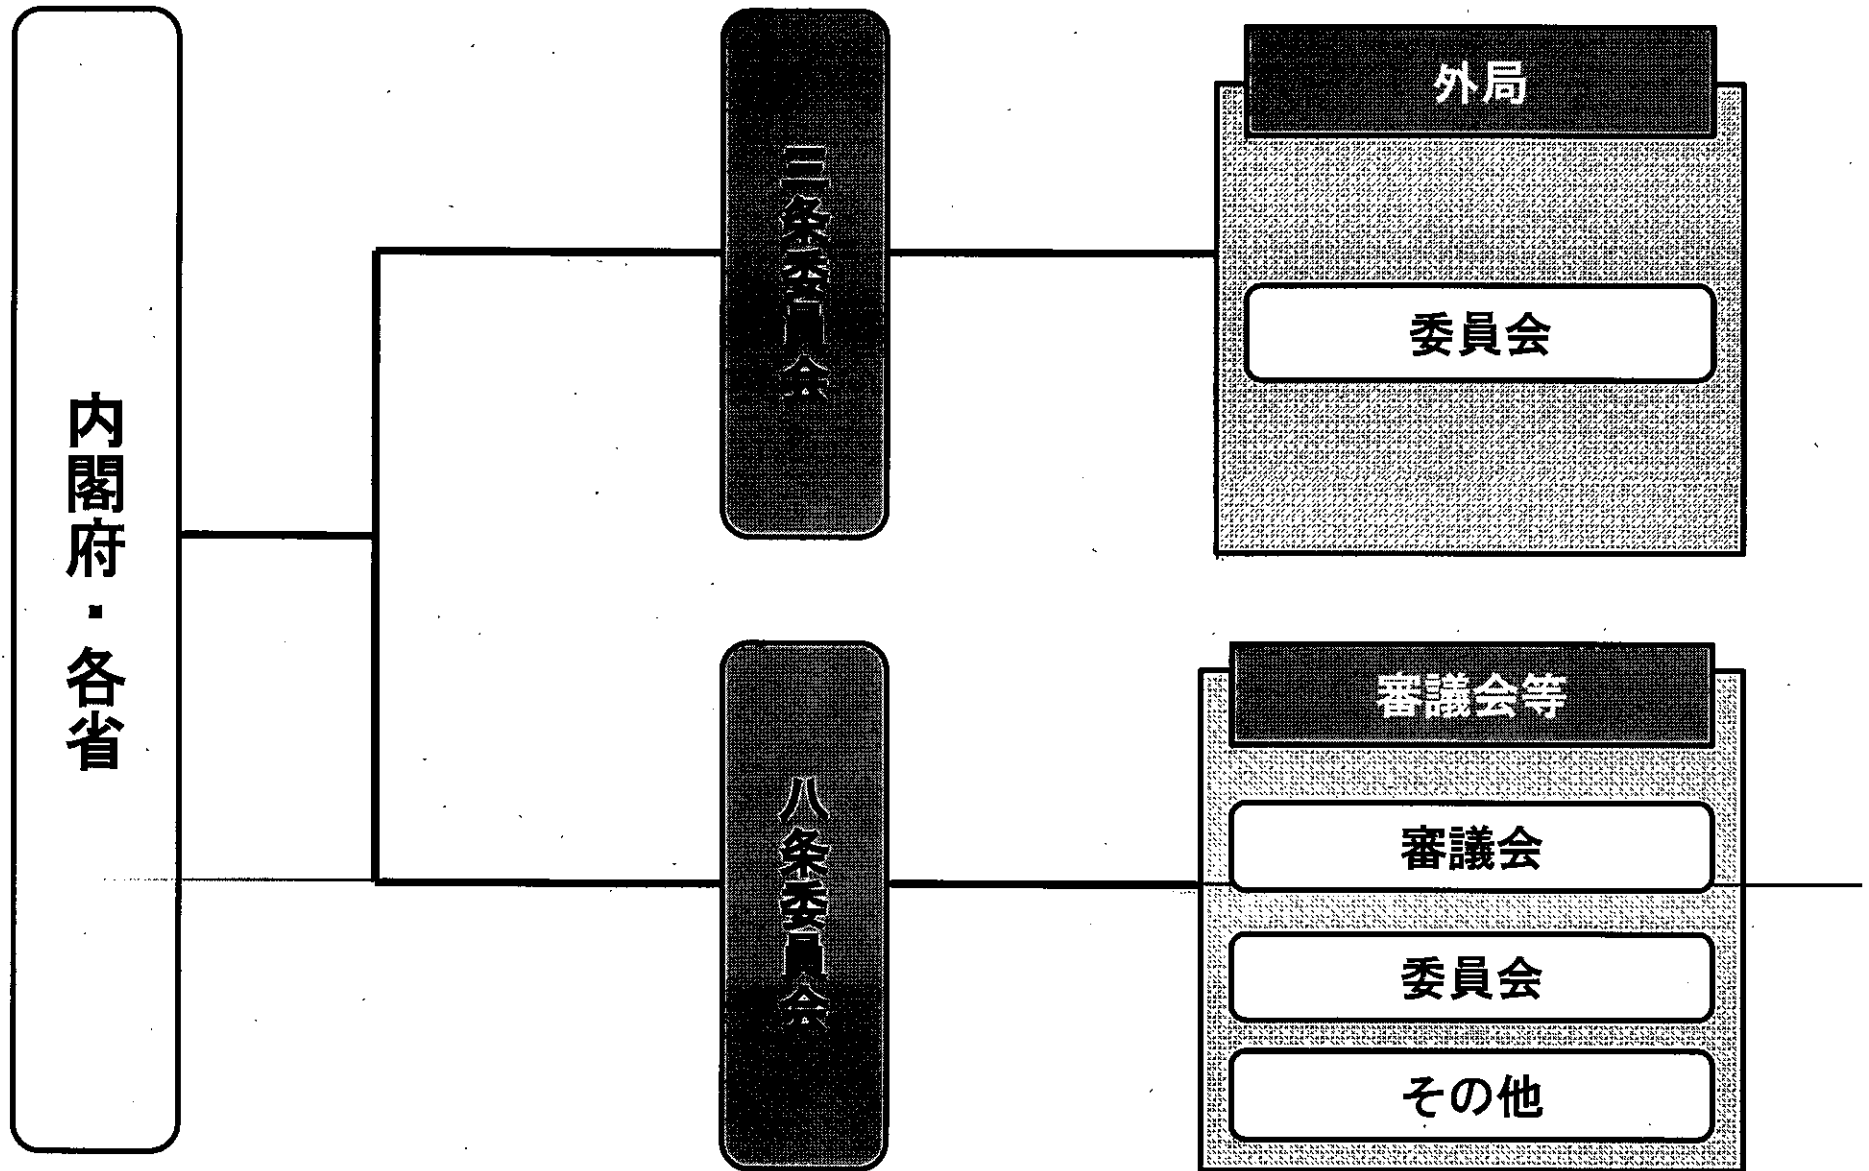 内閣府・各省
三条委員会
外局
委員会
八条委員会
審議会等
審議会
委員会
その他